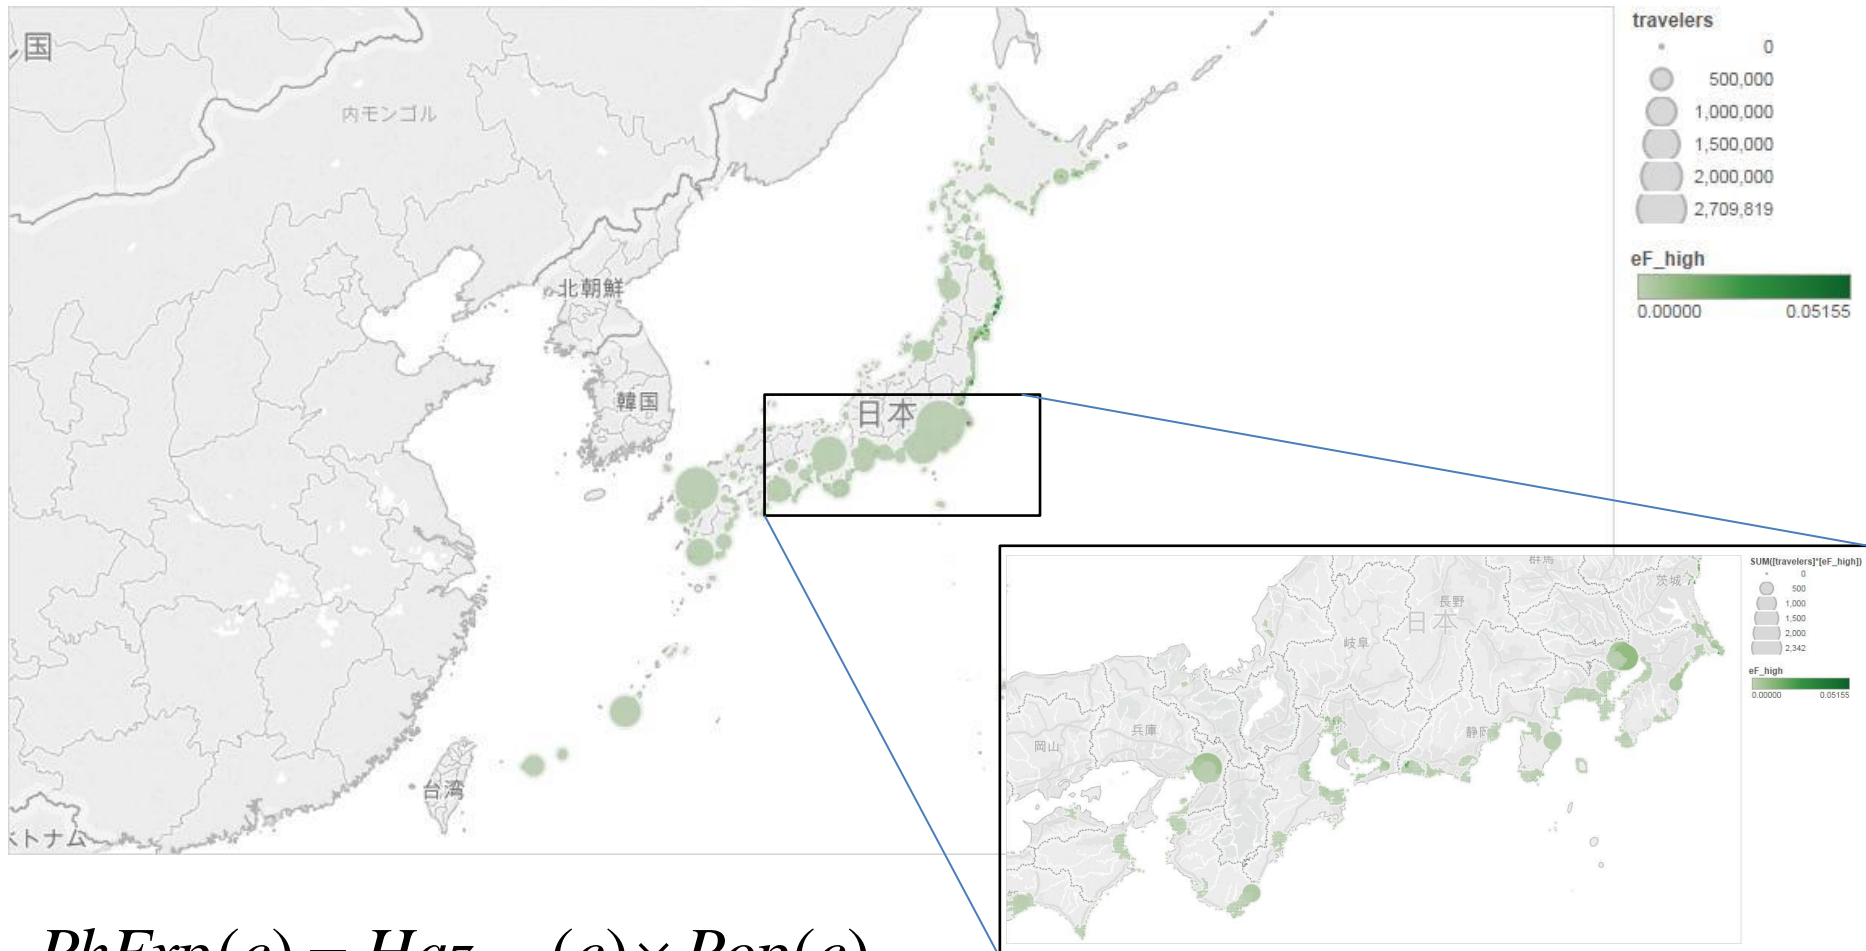 国
内モンゴル
北朝鮮
韓国
日本
台湾
トナム
travelers
0
500,000
1,000,000
1,500,000
2,000,000
2,709,819
eF_high
0.00000 0.05155
群馬
茨城
長野
日本
岐阜
静岡
兵庫
岡山
SUM([travelers]*[eF_high])
0
500
1,000
1,500
2,000
2,342
eF_high
0.00000 0.05155
PhExp(c) = Haz (c) × Pop(c)